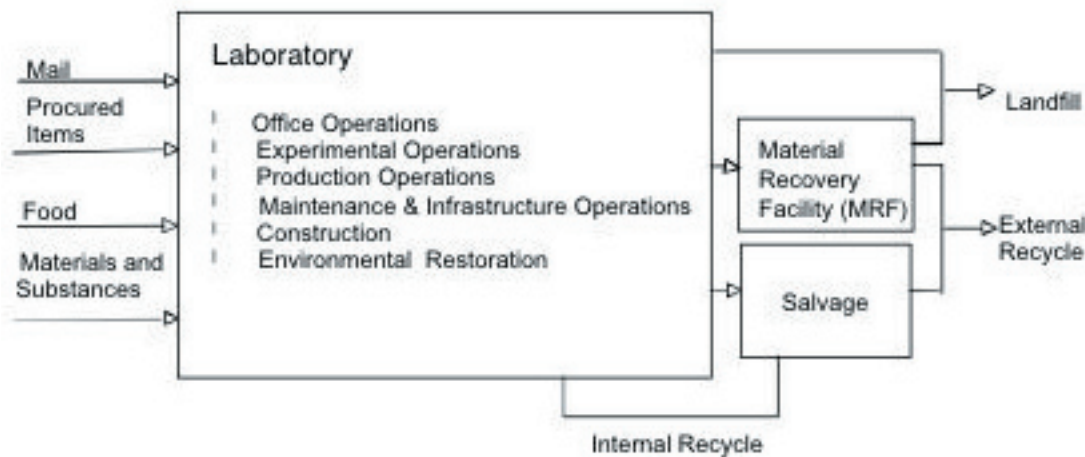 Laboratory
Mail
Procured
Items
Food
Materials and
Substances
Office Operations
Experimental Operations
Production Operations
Maintenance & Infrastructure Operations
Construction
Environmental Restoration
Material
Recovery
Facility (MRF)
Salvage
Landfill
External
Recycle
Internal Recycle